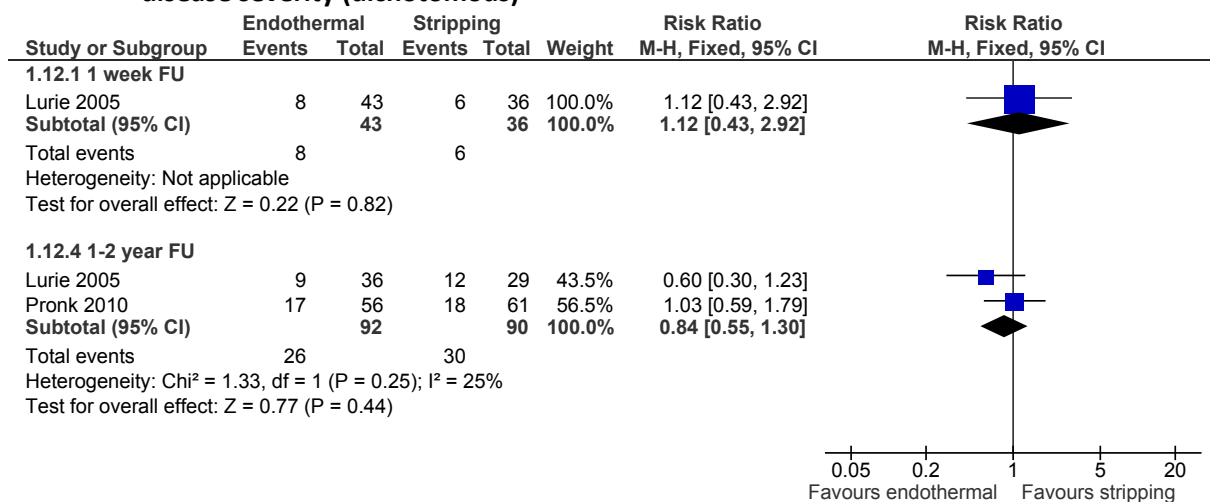 disease severity (dichotomous)
Endothermal Stripping Risk Ratio Risk Ratio
Study or Subgroup Events Total Events Total Weight M-H, Fixed, 95% CI M-H, Fixed, 95% CI
1.12.1 1 week FU
Lurie 2005 8 43 6 36 100.0% 1.12 [0.43, 2.92]
Subtotal (95% CI) 43 36 100.0% 1.12 [0.43, 2.92]
Total events 8 6
Heterogeneity: Not applicable
Test for overall effect: Z = 0.22 (P = 0.82)
1.12.4 1-2 year FU
Lurie 2005 9 36 12 29 43.5% 0.60 [0.30, 1.23]
Pronk 2010 17 56 18 61 56.5% 1.03 [0.59, 1.79]
Subtotal (95% CI) 92 90 100.0% 0.84 [0.55, 1.30]
Total events 26 30
Heterogeneity: Chi² = 1.33, df = 1 (P = 0.25); I² = 25%
Test for overall effect: Z = 0.77 (P = 0.44)
0.05 0.2 1 5 20
Favours endothermal Favours stripping